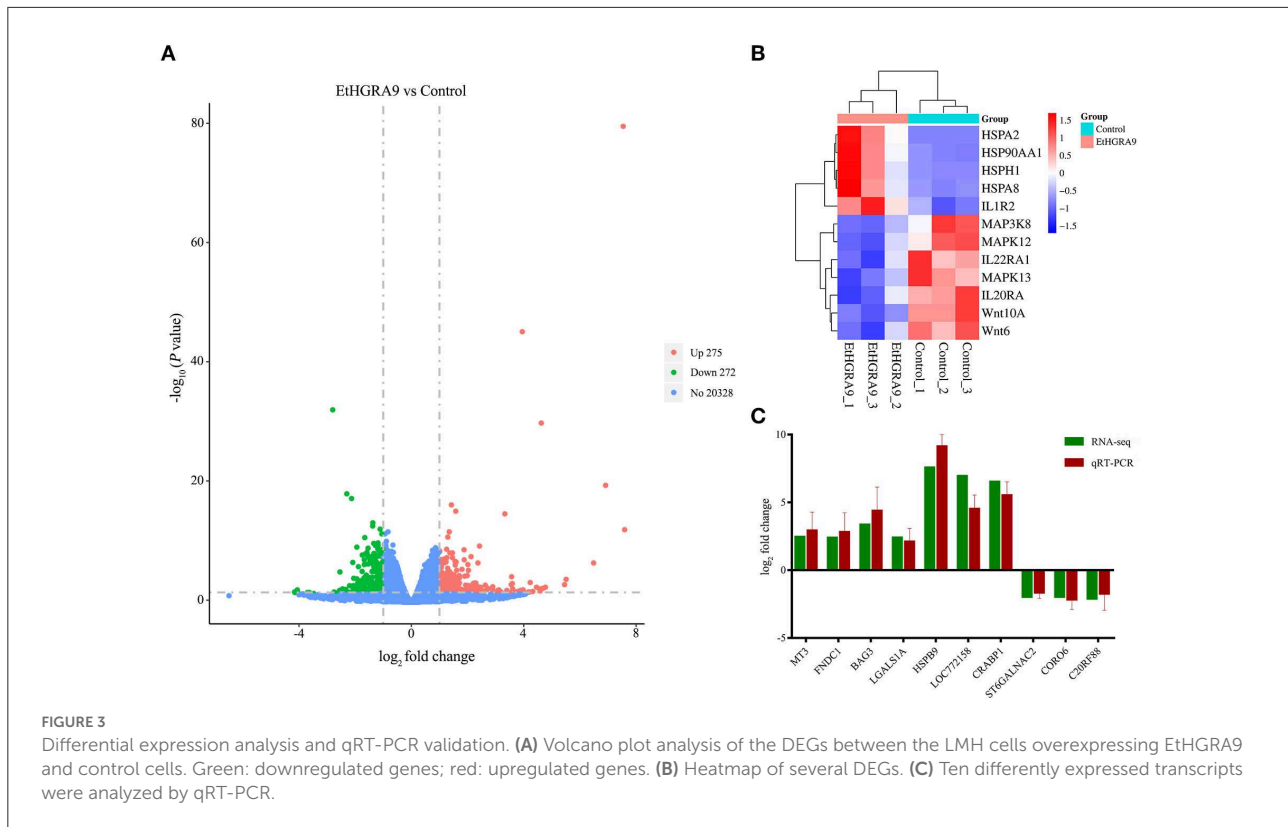 A
EtHGRA9 vs Control
80
60
40
20
0
-log10 (P value)
-4
0
4
8
log2 fold change
Up 275
Down 272
No 20328
B
Group
HSPA2
HSP90AA1
HSPH1
HSPA8
IL1R2
MAP3K8
MAPK12
IL22RA1
MAPK13
IL20RA
Wnt10A
Wnt6
EtHGRA9_1
EtHGRA9_3
EtHGRA9_2
Control_1
Control_2
Control_3
1.5
1
0.5
0
-0.5
-1
-1.5
Group
Control
EtHGRA9
C
10
5
0
-5
log2 fold change
RNA-seq
qRT-PCR
MT3
FNDC1
BAG3
LGALS1A
HSPB9
LOC772158
CRABP1
ST6GALNAC2
CORO6
C20RF88
FIGURE 3
Differential expression analysis and qRT-PCR validation. (A) Volcano plot analysis of the DEGs between the LMH cells overexpressing EtHGRA9
and control cells. Green: downregulated genes; red: upregulated genes. (B) Heatmap of several DEGs. (C) Ten differently expressed transcripts
were analyzed by qRT-PCR.